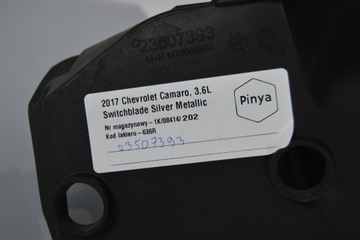 23507393
2017 Chevrolet Camaro, 3.6L
Switchblade Silver Metallic
Nr magazynowy - 1K/08414/202
Kod lakieru - 636R
23507393
Pinya